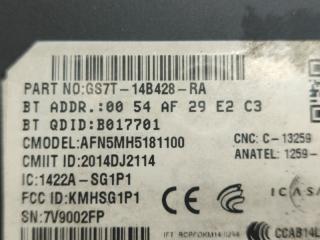 PART NO:GS7T-14B428-RA
BT ADDR.:00 54 AF 29 E2 C3
BT QDID:B017701
CMODEL:AFN5MH5181100
CNC: C-13259
CMIIT ID:2014DJ2114
ANATEL: 1259-
IC:1422A-SG1P1
FCC ID:KMHSG1P1
CE
ICASA
SN:7V9002FP
CCAB14L